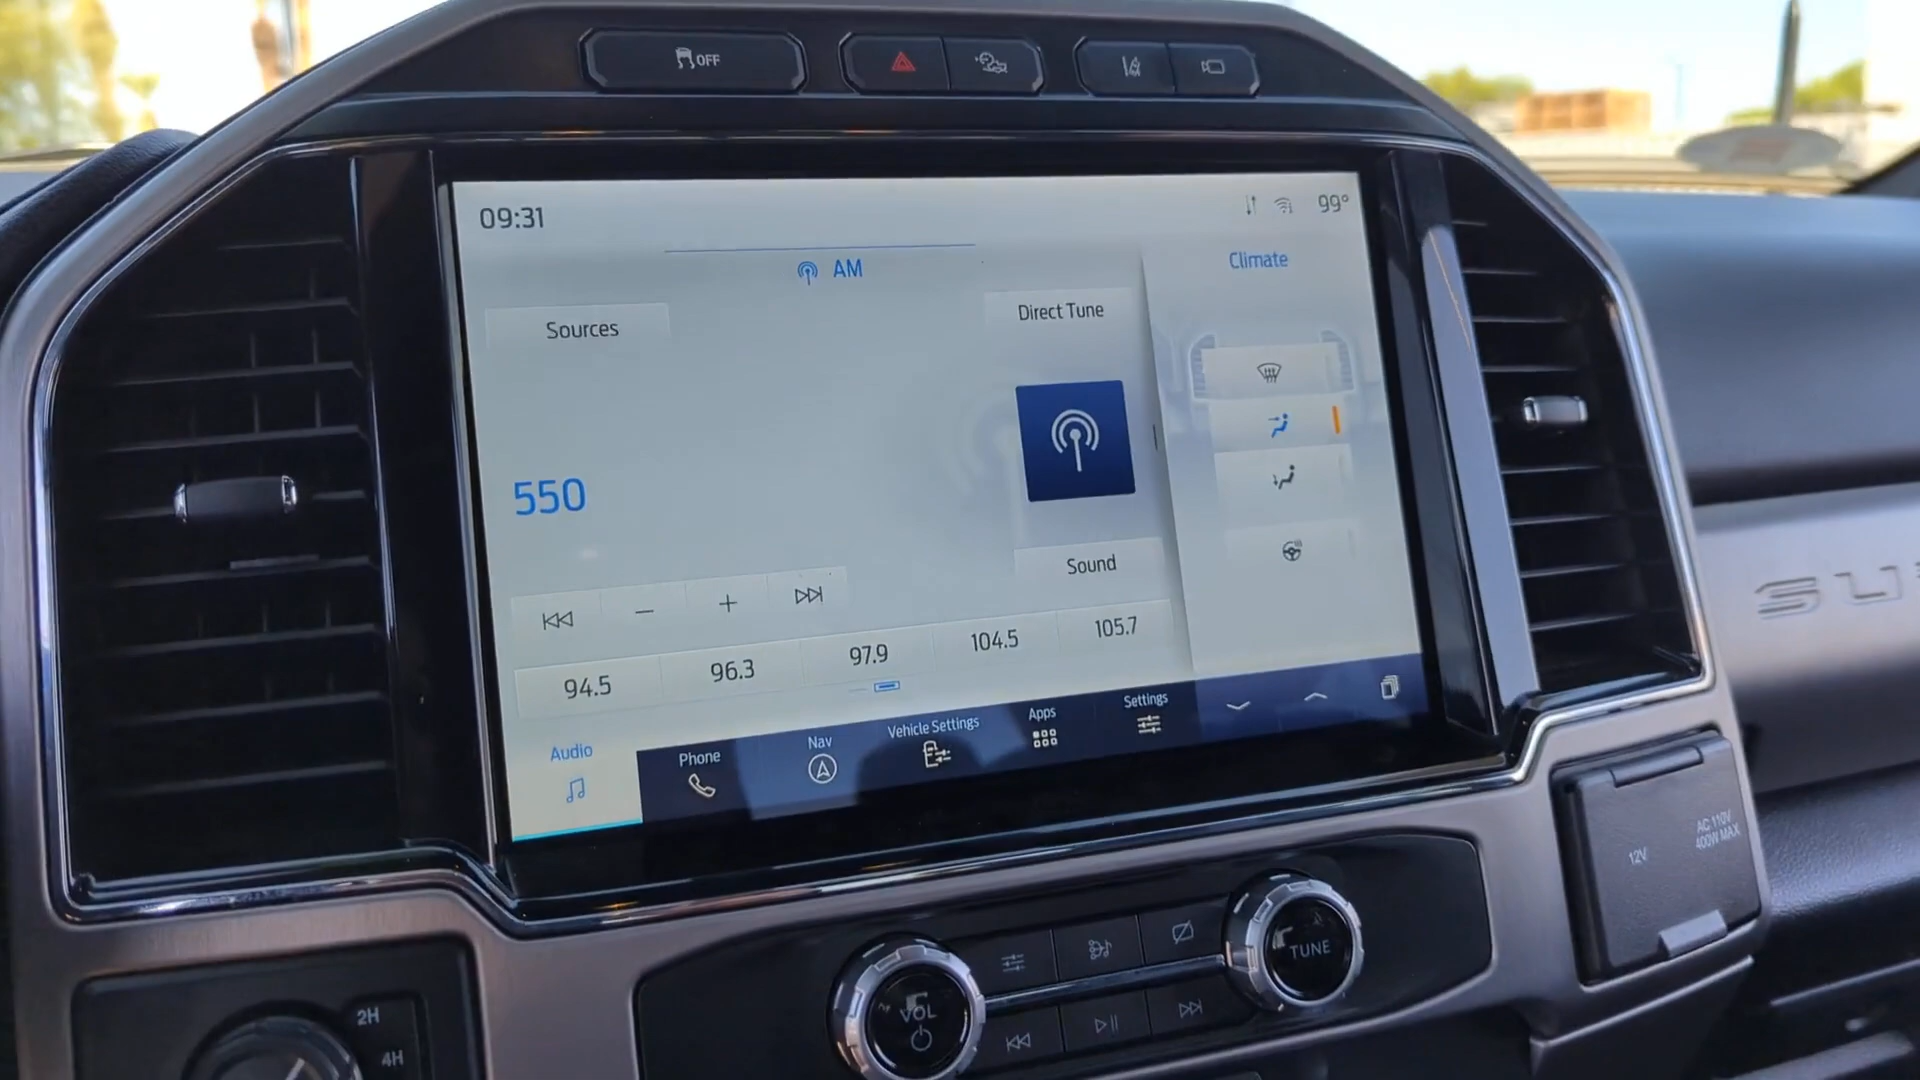 OFF
09:31
99°
AM
Climate
Sources
Direct Tune
550
Sound
94.5
96.3
97.9
104.5
105.7
Audio
Phone
Nav
Vehicle Settings
Apps
Settings
12V
AC 110V
400W MAX
VOL
TUNE
2H
4H